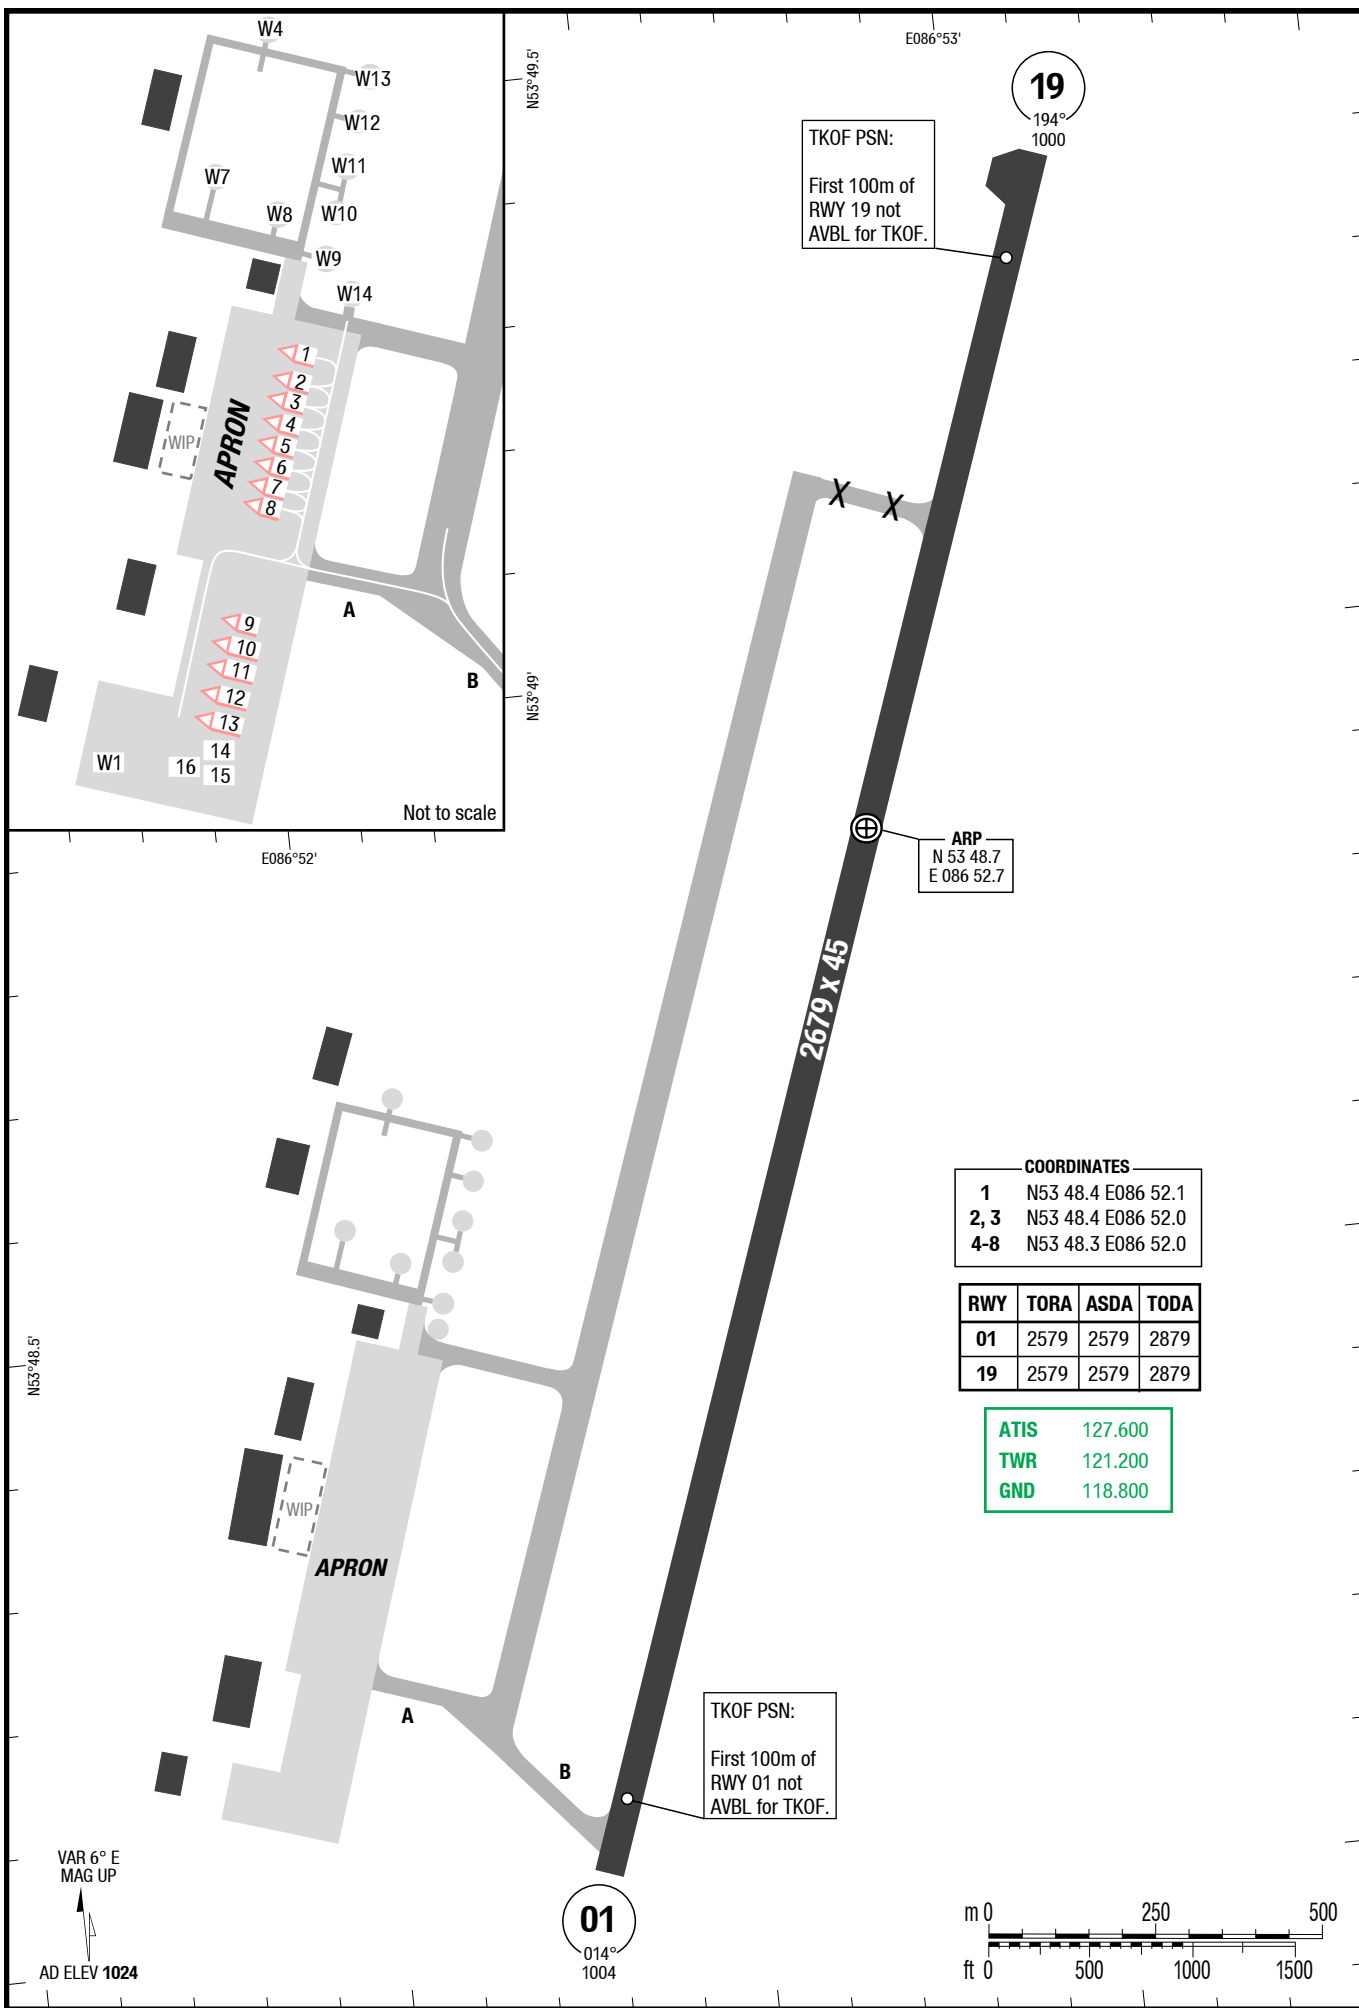 W4
W13
W12
W11
W7
W8
W10
W9
W14
1
2
3
4
5
6
7
8
WIP
APRON
A
9
10
11
12
13
14
15
16
W1
B
Not to scale
N53°49.5'
N53°49'
E086°53'
19
194°
1000
TKOF PSN:
First 100m of
RWY 19 not
AVBL for TKOF.
X X
E086°52'
ARP
N 53 48.7
E 086 52.7
2679 x 45
COORDINATES
1 N53 48.4 E086 52.1
2, 3 N53 48.4 E086 52.0
4-8 N53 48.3 E086 52.0
RWY TORA ASDA TODA
01 2579 2579 2879
19 2579 2579 2879
ATIS 127.600
TWR 121.200
GND 118.800
N53°48.5'
WIP
APRON
A
B
TKOF PSN:
First 100m of
RWY 01 not
AVBL for TKOF.
VAR 6° E
MAG UP
AD ELEV 1024
01
014°
1004
m 0 250 500
ft 0 500 1000 1500